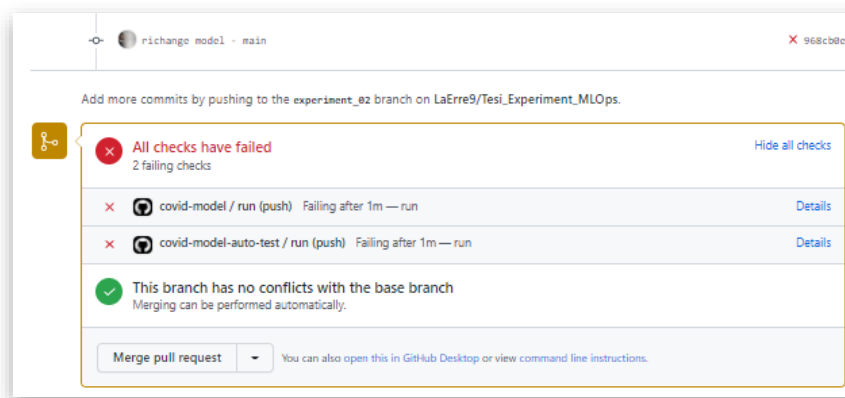 richange model - main
968cb0e
Add more commits by pushing to the experiment_02 branch on LaErre9/Tesi_Experiment_MLOps.
All checks have failed
Hide all checks
2 failing checks
covid-model / run (push) Failing after 1m — run
Details
covid-model-auto-test / run (push) Failing after 1m — run
Details
This branch has no conflicts with the base branch
Merging can be performed automatically.
Merge pull request
You can also open this in GitHub Desktop or view command line instructions.